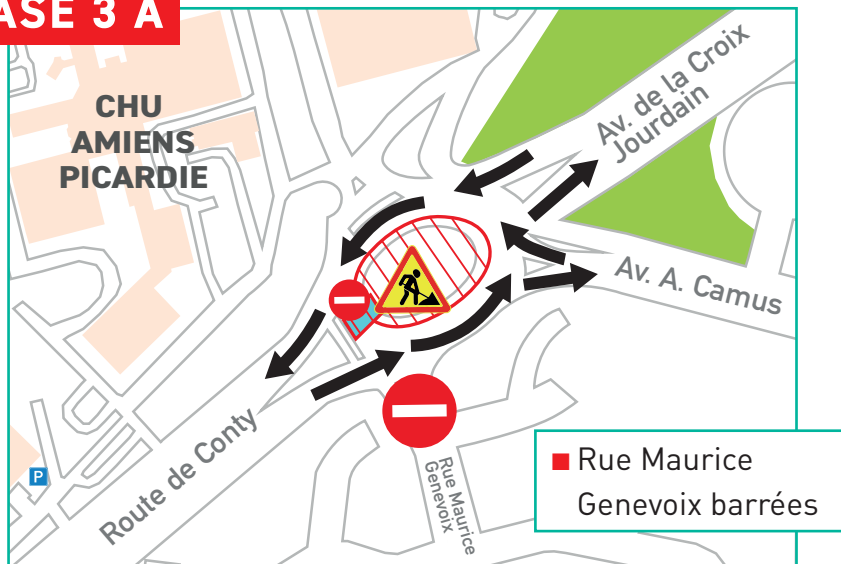 ASE 3 A
CHU
AMIENS
PICARDIE
Av. de la Croix
Jourdain
Av. A. Camus
Route de Conty
Rue Maurice
Genevoix
P
Rue Maurice
Genevoix barrées